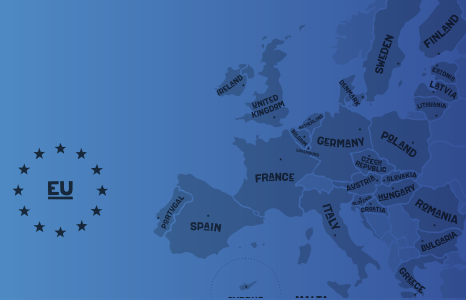 FINLAND
SWEDEN
ESTONIA
LATVIA
LITHUANIA
IRELAND
DENMARK
UNITED
KINGDOM
GERMANY
POLAND
CZECH
REPUBLIC
SLOVAKIA
AUSTRIA
HUNGARY
FRANCE
EU
CROATIA
ROMANIA
PORTUGAL
SPAIN
ITALY
BULGARIA
GREECE